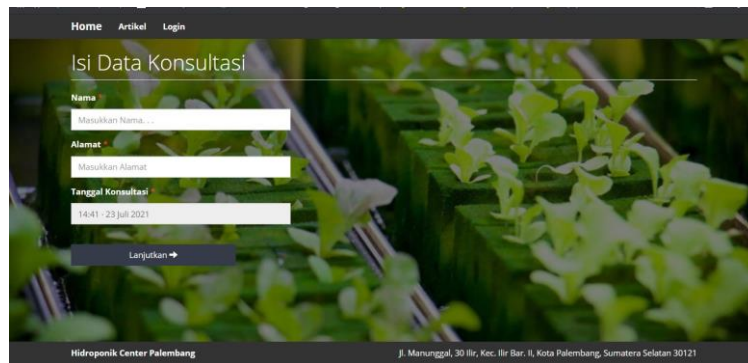 Home Artikel Login
Isi Data Konsultasi
Nama *
Masukkan Nama. . .
Alamat *
Masukkan Alamat
Tanggal Konsultasi *
14:41 - 23 Juli 2021
Lanjutkan ➔
Hidroponik Center Palembang Jl. Manunggal, 30 Ilir, Kec. Ilir Bar. II, Kota Palembang, Sumatera Selatan 30121